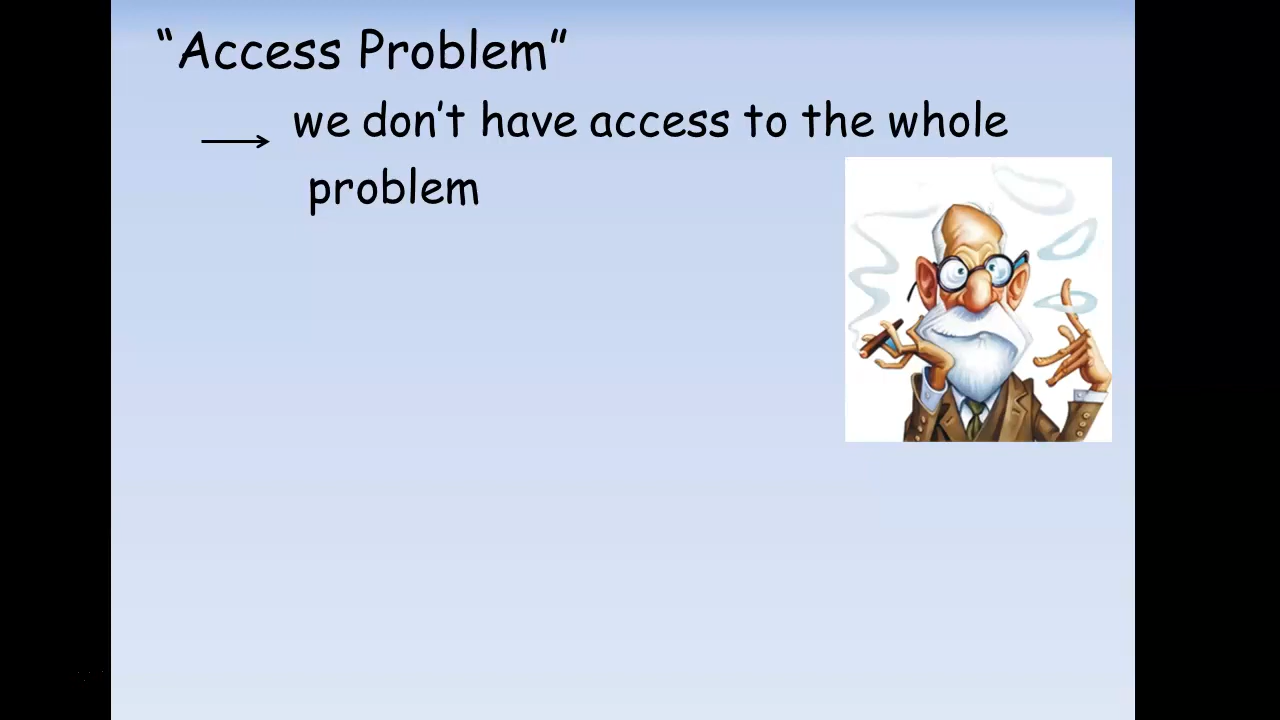 “Access Problem”
we don’t have access to the whole
problem